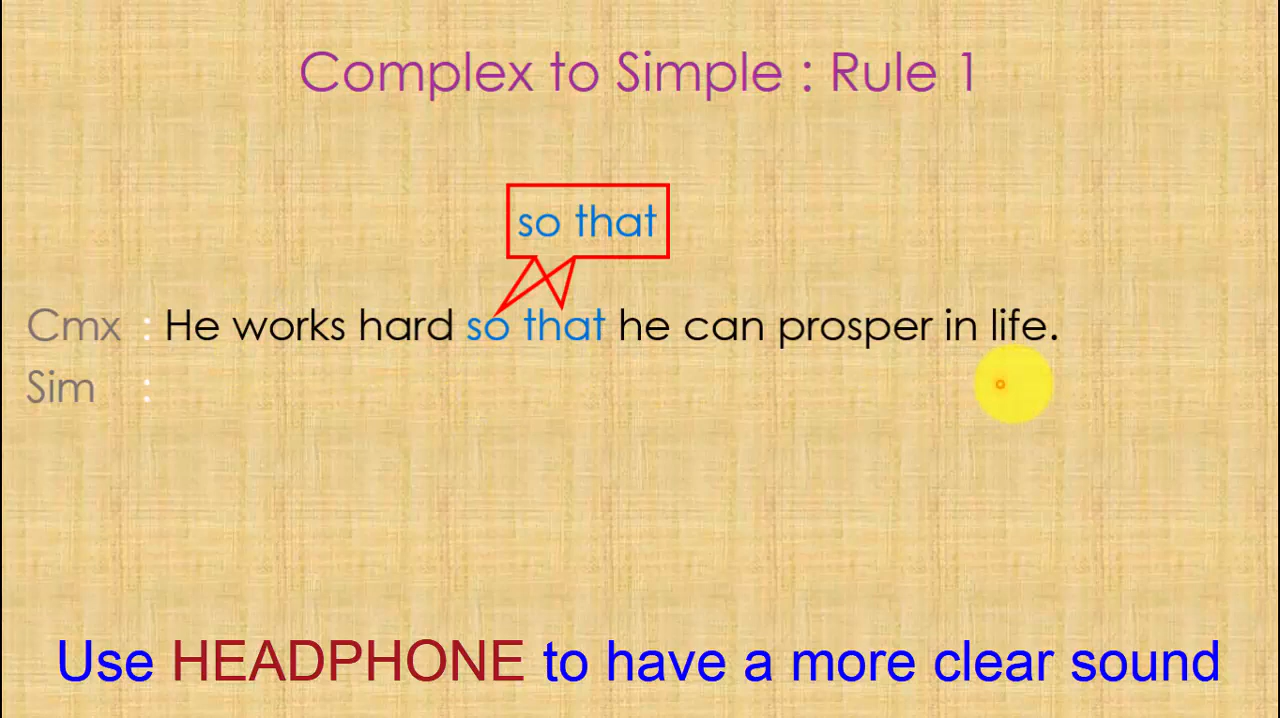 Complex to Simple : Rule 1
so that
Cmx : He works hard so that he can prosper in life.
Sim :
Use HEADPHONE to have a more clear sound